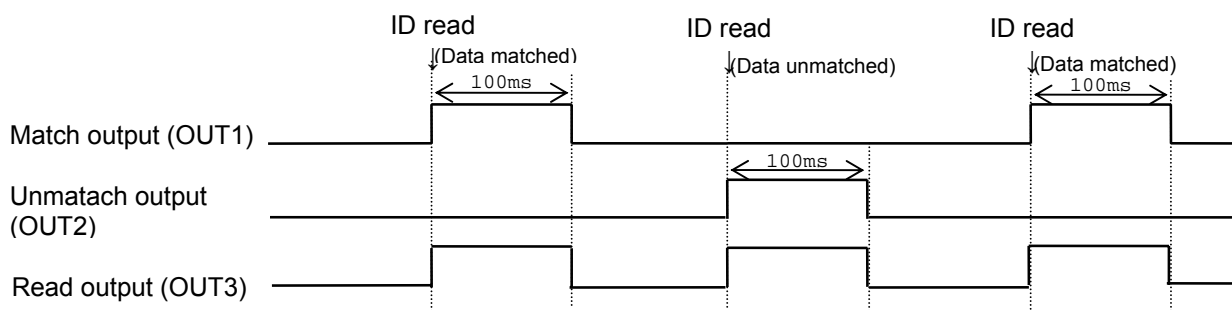 ID read ID read ID read
(Data matched) (Data unmatched) (Data matched)
100ms 100ms
Match output (OUT1)
100ms
Unmatach output
(OUT2)
Read output (OUT3)